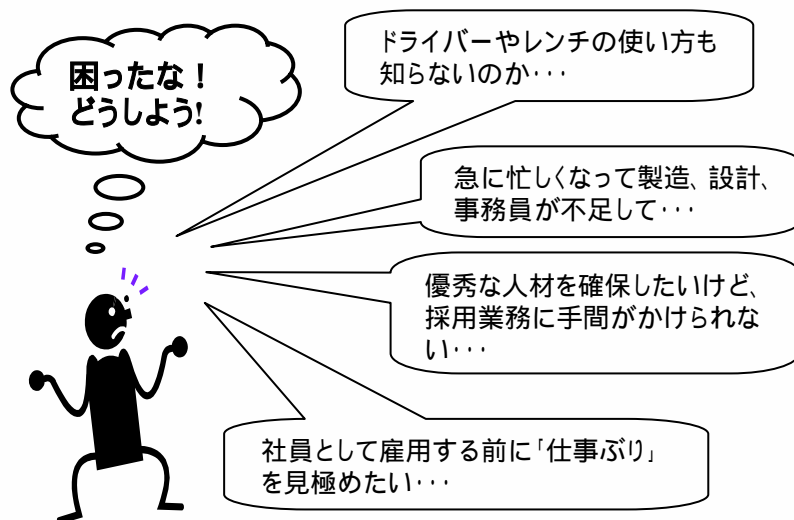 困ったな！
どうしよう!
ドライバーやレンチの使い方も
知らないのか･･･
急に忙しくなって製造、設計、
事務員が不足して･･･
優秀な人材を確保したいけど、
採用業務に手間がかけられな
い･･･
社員として雇用する前に「仕事ぶり」
を見極めたい･･･